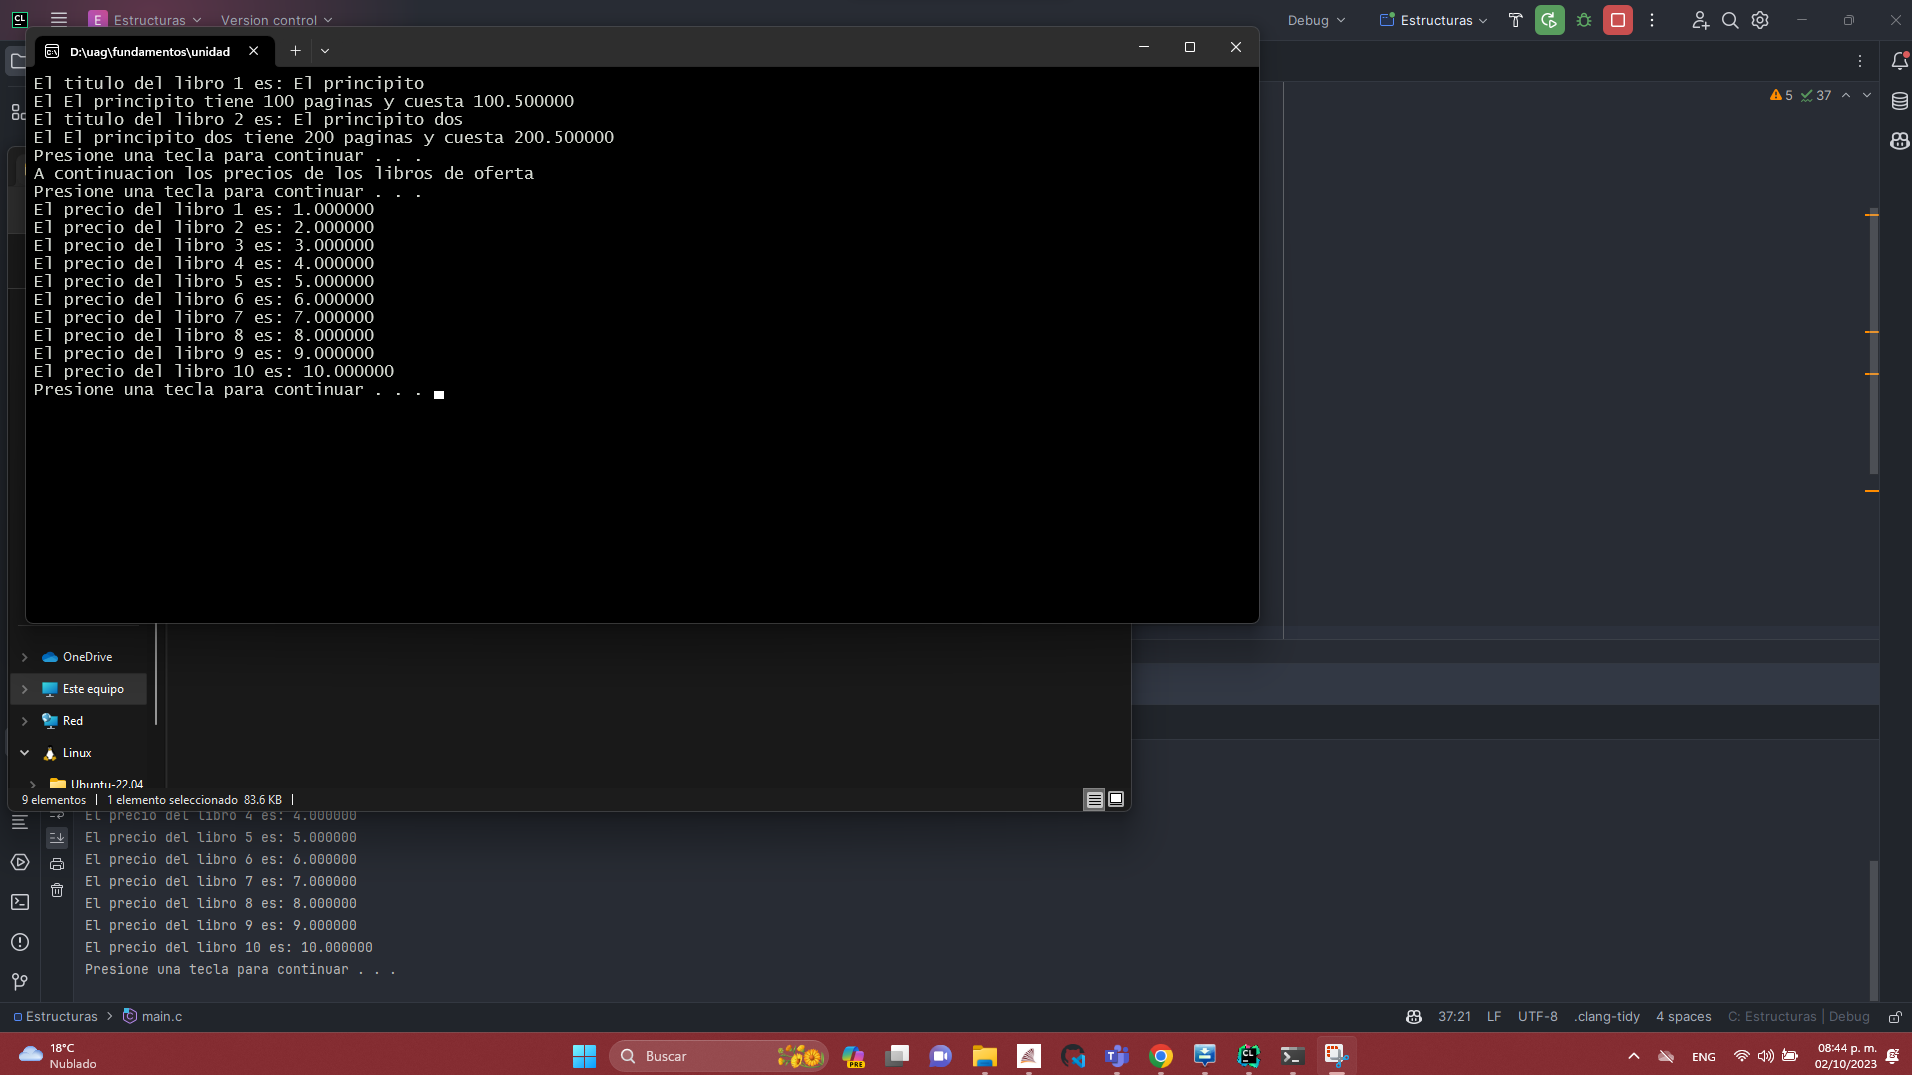 CL
E Estructuras
Version control
Debug
Estructuras
D:\uag\fundamentos\unidad
5 37
El titulo del libro 1 es: El principito
El El principito tiene 100 paginas y cuesta 100.500000
El titulo del libro 2 es: El principito dos
El El principito dos tiene 200 paginas y cuesta 200.500000
Presione una tecla para continuar . . .
A continuacion los precios de los libros de oferta
Presione una tecla para continuar . . .
El precio del libro 1 es: 1.000000
El precio del libro 2 es: 2.000000
El precio del libro 3 es: 3.000000
El precio del libro 4 es: 4.000000
El precio del libro 5 es: 5.000000
El precio del libro 6 es: 6.000000
El precio del libro 7 es: 7.000000
El precio del libro 8 es: 8.000000
El precio del libro 9 es: 9.000000
El precio del libro 10 es: 10.000000
Presione una tecla para continuar . . .
OneDrive
Este equipo
Red
Linux
Ubuntu-22.04
9 elementos | 1 elemento seleccionado 83.6 KB |
El precio del libro 4 es: 4.000000
El precio del libro 5 es: 5.000000
El precio del libro 6 es: 6.000000
El precio del libro 7 es: 7.000000
El precio del libro 8 es: 8.000000
El precio del libro 9 es: 9.000000
El precio del libro 10 es: 10.000000
Presione una tecla para continuar . . .
Estructuras > main.c
37:21 LF UTF-8 .clang-tidy 4 spaces C: Estructuras | Debug
18°C
Nublado
Buscar
PRE
CL
ENG
08:44 p. m.
02/10/2023